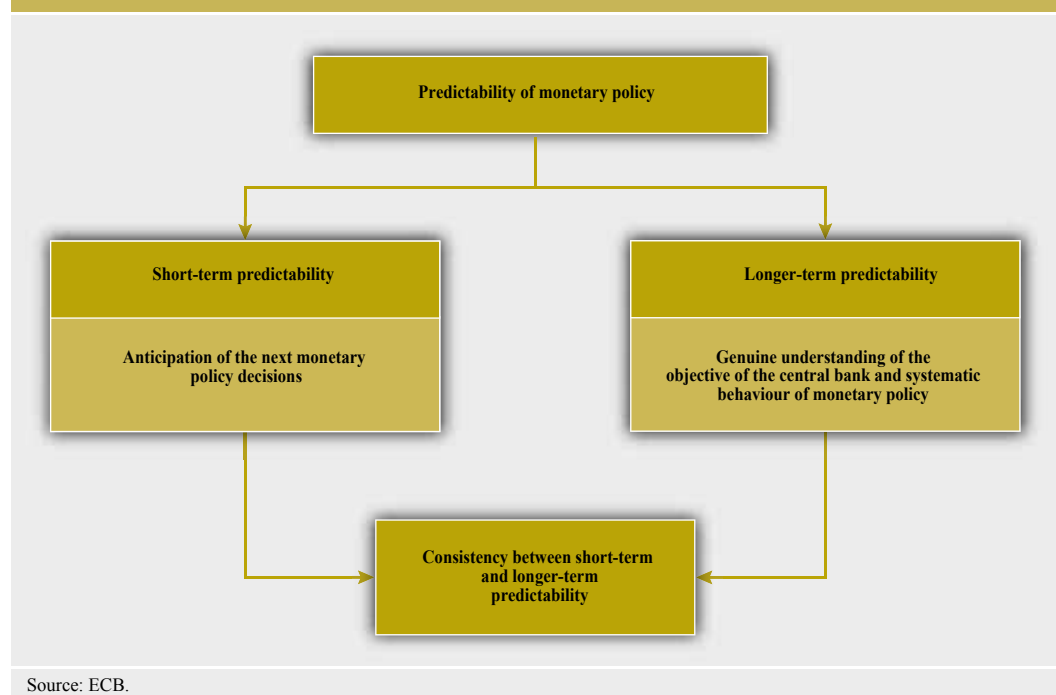 Predictability of monetary policy
Short-term predictability
Anticipation of the next monetary
policy decisions
Longer-term predictability
Genuine understanding of the
objective of the central bank and systematic
behaviour of monetary policy
Consistency between short-term
and longer-term
predictability
Source: ECB.